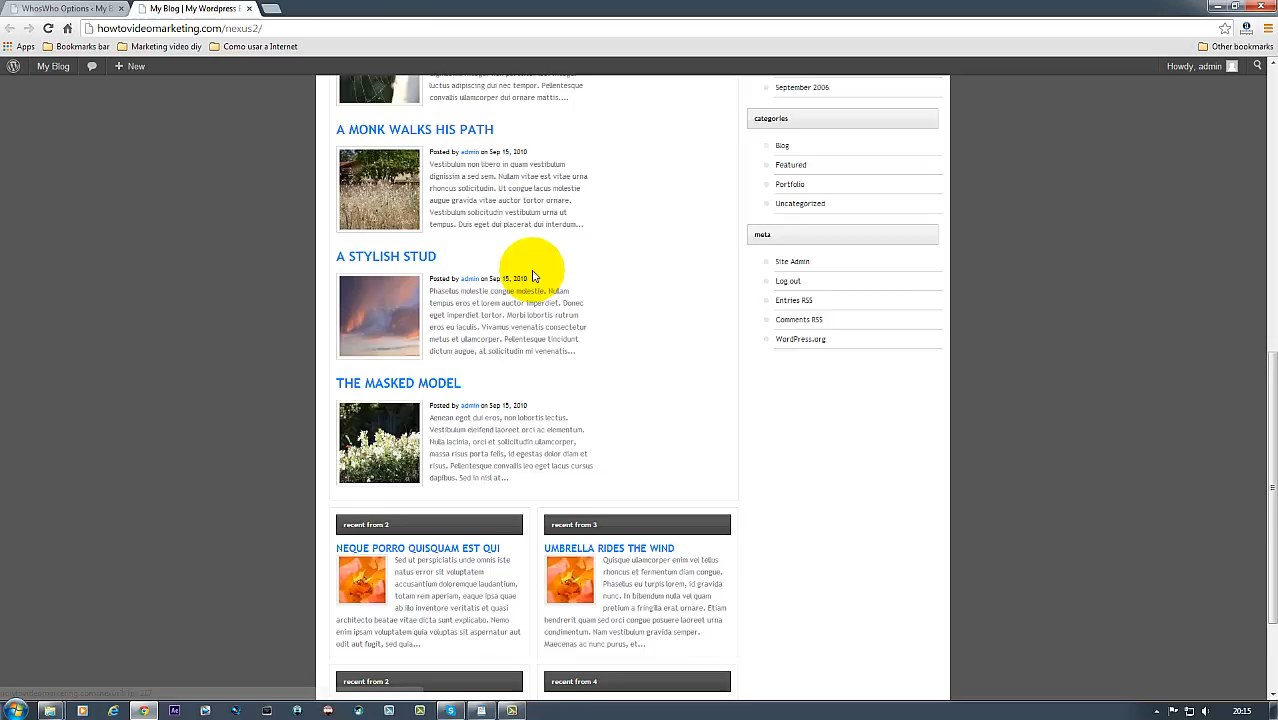 WhosWho Options ‹ My B
My Blog | My Wordpress B
howtovideomarketing.com/nexus2/
Apps
Bookmarks bar
Marketing video diy
Como usar a Internet
Other bookmarks
My Blog
New
Howdy, admin
luctus adipiscing dui nec tempor. Pellentesque
convallis ullamcorper dui ornare mattis....
A MONK WALKS HIS PATH
Posted by admin on Sep 15, 2010
Vestibulum non libero in quam vestibulum
dignissim a sed sem. Nullam vitae est vitae urna
rhoncus sollicitudin. Ut congue lacus molestie
augue gravida vitae auctor tortor ornare.
Vestibulum sollicitudin vestibulum urna ut
tempus. Duis eget dui placerat dui interdum...
A STYLISH STUD
Posted by admin on Sep 15, 2010
Phasellus molestie congue molestie. Nullam
tempus eros et lorem auctor imperdiet. Donec
eget imperdiet tortor. Morbi lobortis rutrum
eros eu iaculis. Vivamus venenatis consectetur
metus et ullamcorper. Pellentesque tincidunt
dictum augue, at sollicitudin mi venenatis...
THE MASKED MODEL
Posted by admin on Sep 15, 2010
Aenean eget dui eros, non lobortis lectus.
Vestibulum eleifend laoreet orci ac elementum.
Nulla lacinia, orci et sollicitudin ulamcorper,
massa risus porta felis, id egestas dolor diam et
risus. Pellentesque convallis leo eget lacus cursus
dapibus. Sed in nisl at...
recent from 2
NEQUE PORRO QUISQUAM EST QUI
Sed ut perspiciatis unde omnis iste
natus error sit voluptatem
accusantium doloremque laudantium,
totam rem aperiam, eaque ipsa quae
ab illo inventore veritatis et quasi
architecto beatae vitae dicta sunt explicabo. Nemo
enim ipsam voluptatem quia voluptas sit aspernatur aut
odit aut fugit, sed quia...
recent from 3
UMBRELLA RIDES THE WIND
Quisque ulamcorper enim vel tellus
rhoncus et fermentum diam congue.
Phasellus eu turpis lorem, id gravida
nunc. In bibendum nulla vel quam
pretium a fringilla erat ornare. Etiam
hendrerit quam sed orci congue posuere laoreet urna
condimentum. Nam vestibulum gravida semper.
Maecenas ac nunc purus, et...
recent from 2
recent from 4
September 2006
categories
Blog
Featured
Portfolio
Uncategorized
meta
Site Admin
Log out
Entries RSS
Comments RSS
WordPress.org
20:15